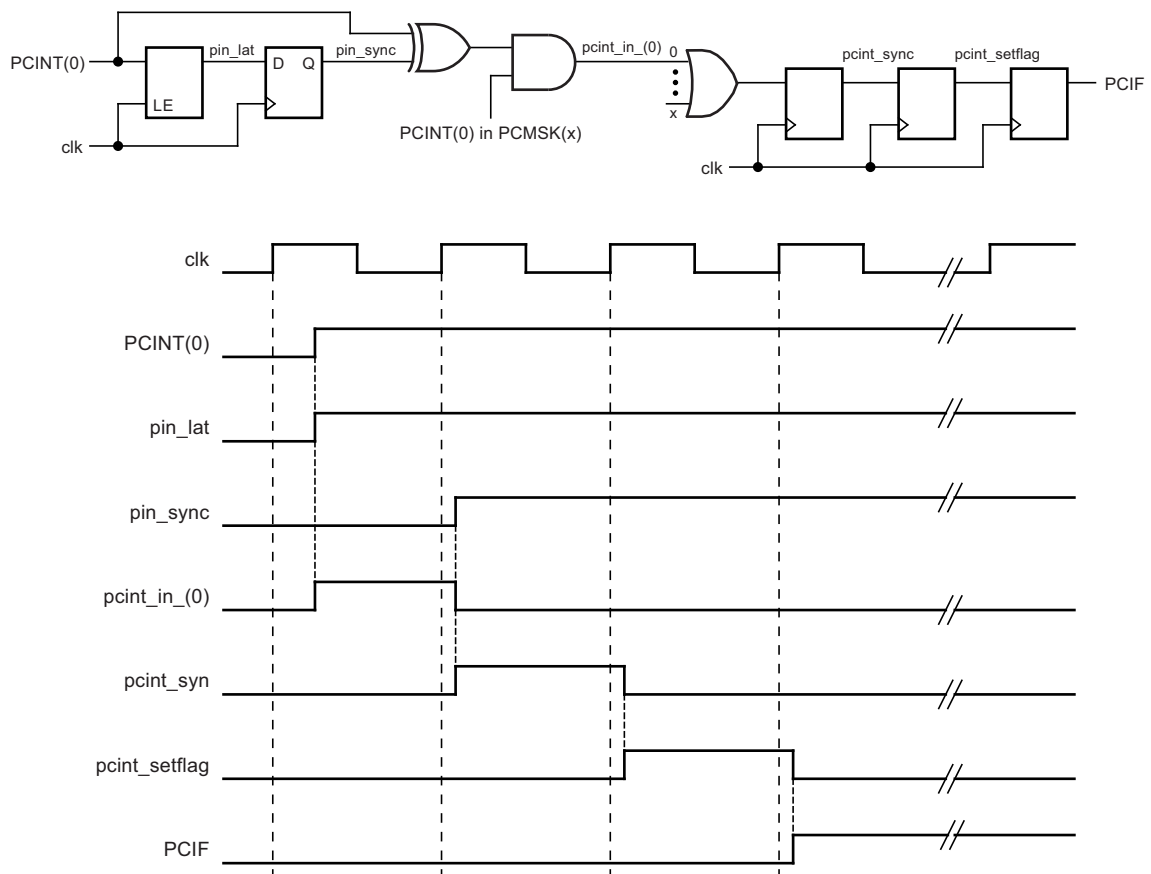 pin_lat
pin_sync
pcint_in_(0)
0
pcint_sync
pcint_setflag
PCINT(0)
D Q
LE
x
PCIF
clk
PCINT(0) in PCMSK(x)
clk
clk
PCINT(0)
pin_lat
pin_sync
pcint_in_(0)
pcint_syn
pcint_setflag
PCIF